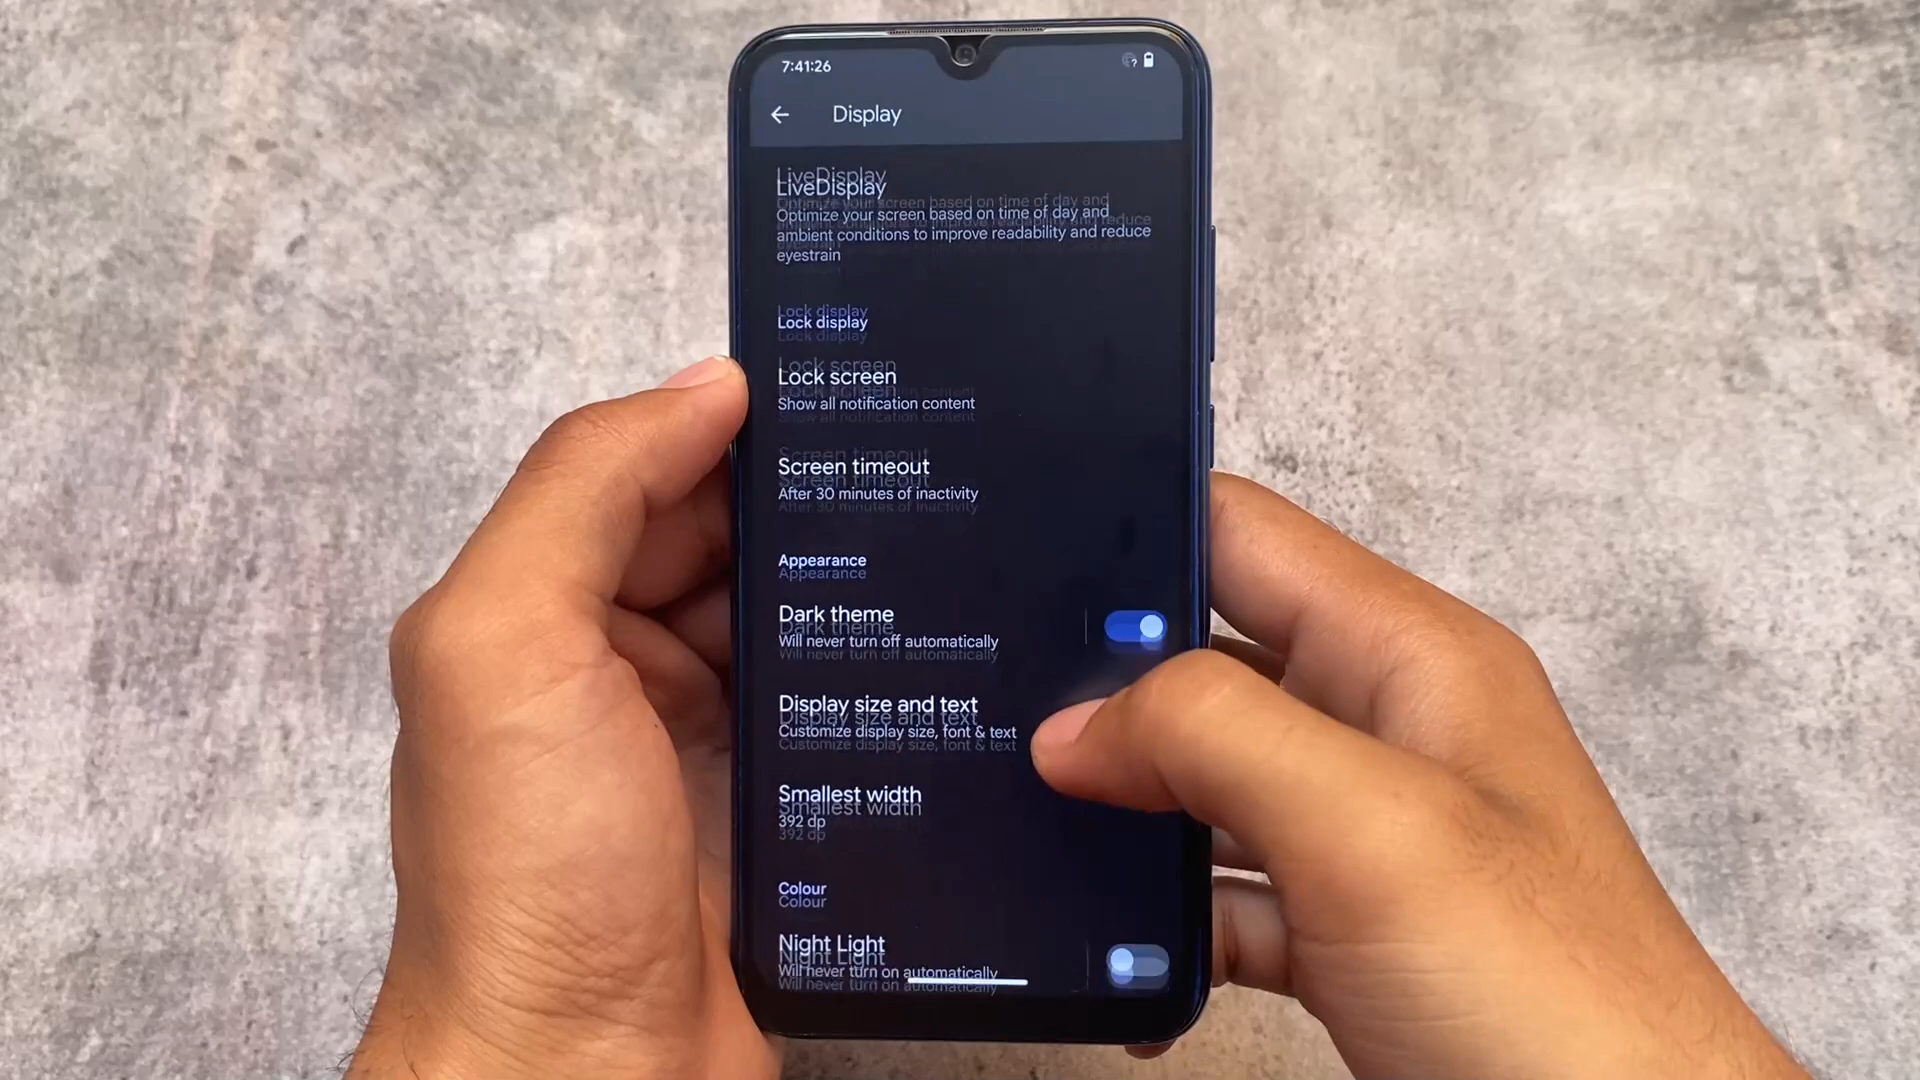 7:41:26
Display
LiveDisplay
Optimize your screen based on time of day and
ambient conditions to improve readability and reduce
eyestrain
Lock display
Lock screen
Show all notification content
Screen timeout
After 30 minutes of inactivity
Appearance
Dark theme
Will never turn off automatically
Display size and text
Customize display size, font & text
Smallest width
392 dp
Colour
Night Light
Will never turn on automatically